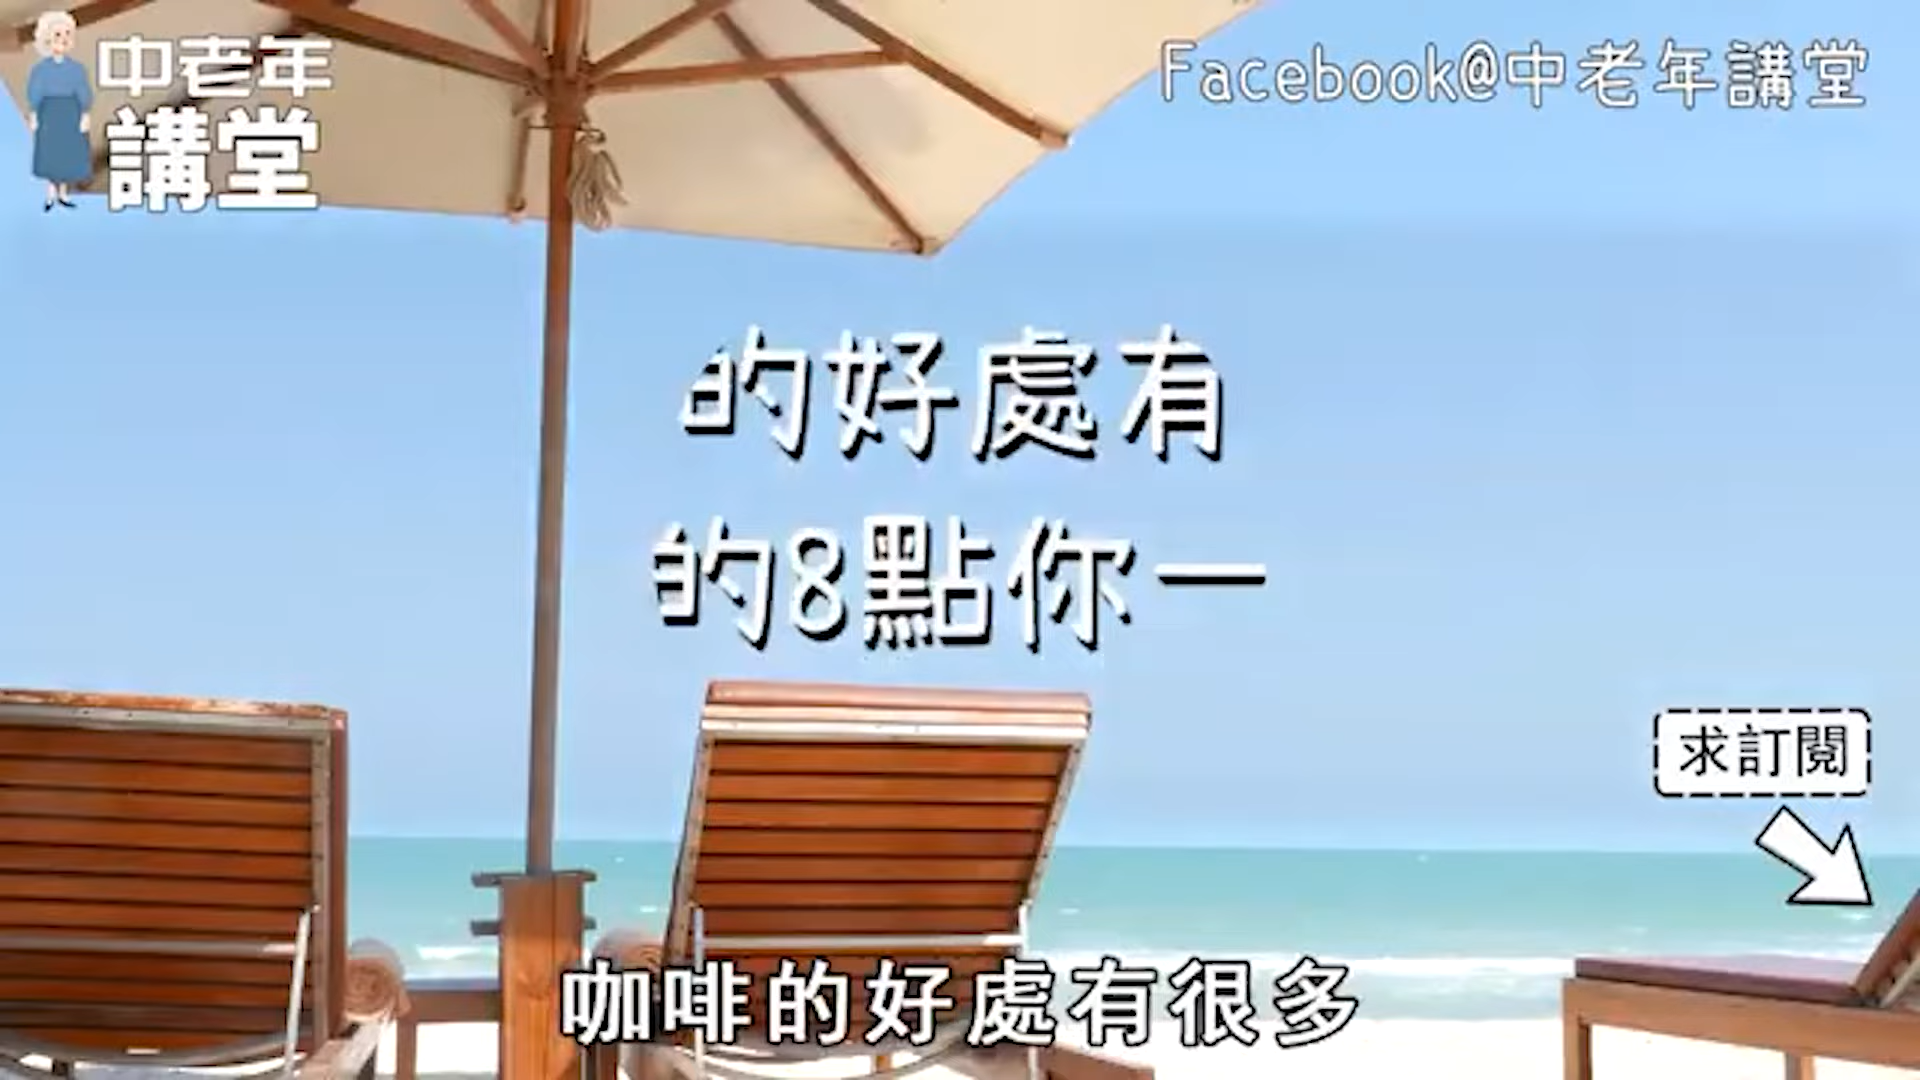 中老年
講堂
Facebook@中老年講堂
的好處有
的8點你一
求訂閱
咖啡的好處有很多